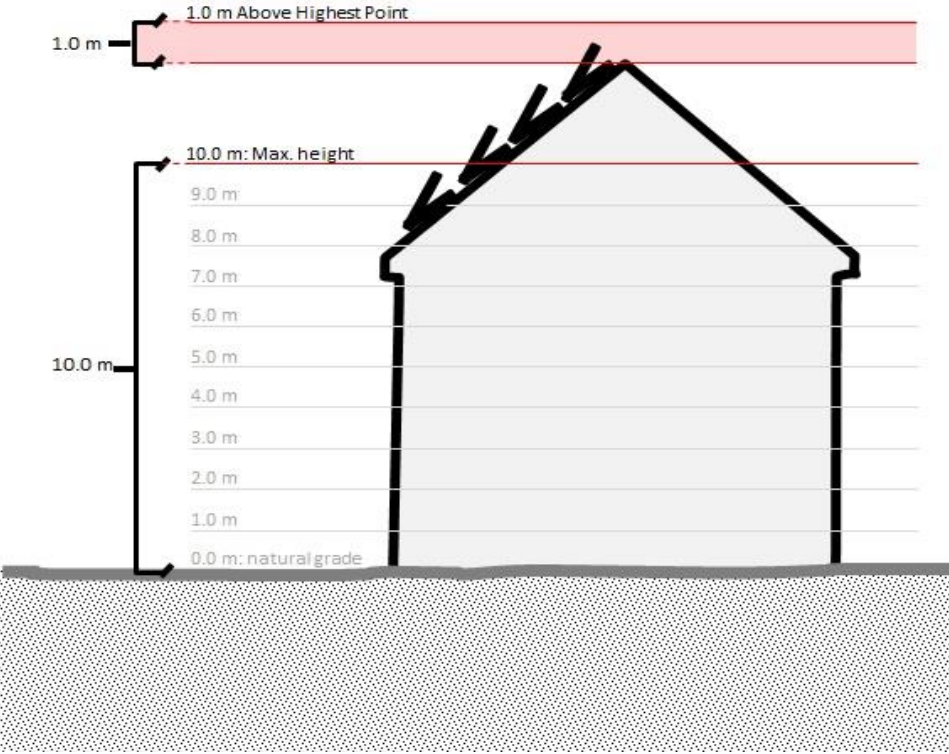 1.0 m Above Highest Point
1.0 m
10.0 m: Max. height
9.0 m
8.0 m
7.0 m
6.0 m
10.0 m
5.0 m
4.0 m
3.0 m
2.0 m
1.0 m
0.0 m: natural grade